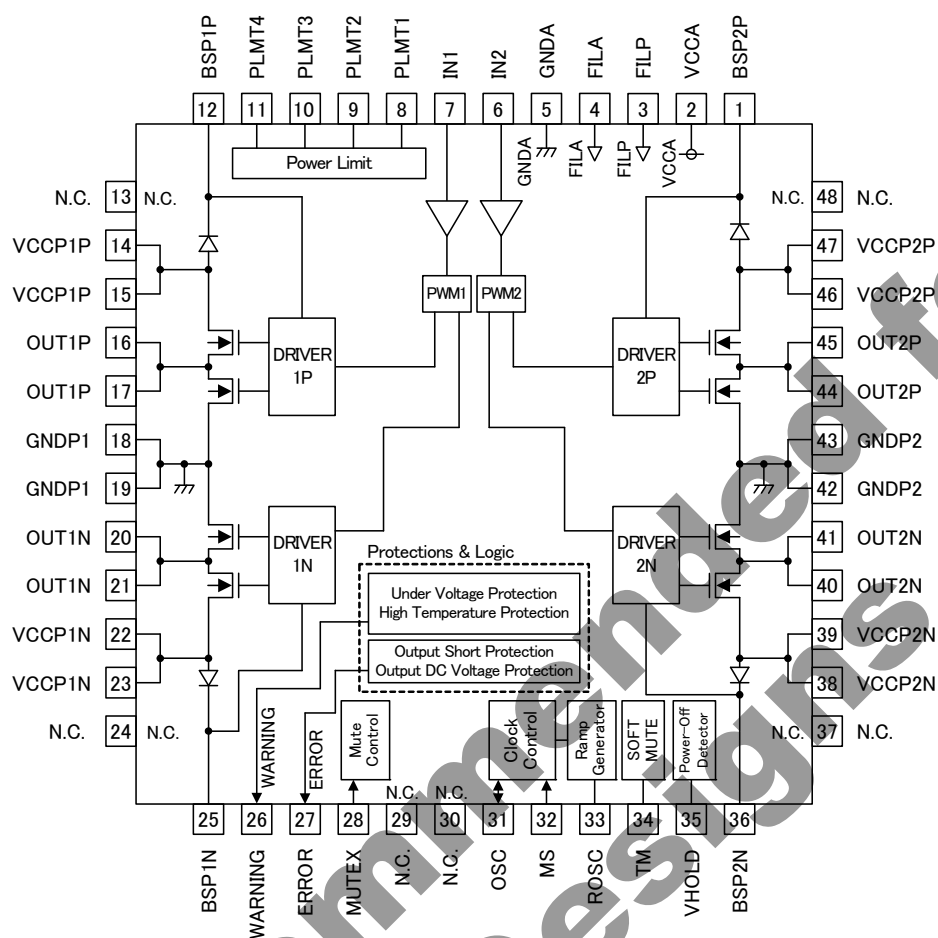 BSP1P
PLMT4
PLMT3
PLMT2
PLMT1
IN1
IN2
GNDA
FILA
FILP
VCCA
BSP2P
12
11
10
9
8
7
6
5
4
3
2
1
Power Limit
GNDA
FILA
FILP
VCCA
N.C. 13 N.C.
VCCP1P 14
VCCP1P 15
OUT1P 16
OUT1P 17
GNDP1 18
GNDP1 19
OUT1N 20
OUT1N 21
VCCP1N 22
VCCP1N 23
N.C. 24 N.C.
PWM1
PWM2
DRIVER
1P
DRIVER
2P
DRIVER
1N
DRIVER
2N
Protections & Logic
Under Voltage Protection
High Temperature Protection
Output Short Protection
Output DC Voltage Protection
N.C. 48 N.C.
47 VCCP2P
46 VCCP2P
45 OUT2P
44 OUT2P
43 GNDP2
42 GNDP2
41 OUT2N
40 OUT2N
39 VCCP2N
38 VCCP2N
N.C. 37 N.C.
WARNING
ERROR
Mute
Control
N.C.
N.C.
Clock
Control
Ramp
Generator
SOFT
MUTE
Power-Off
Detector
25
26
27
28
29
30
31
32
33
34
35
36
BSP1N
WARNING
ERROR
MUTEX
N.C.
N.C.
OSC
MS
ROSC
TM
VHOLD
BSP2N